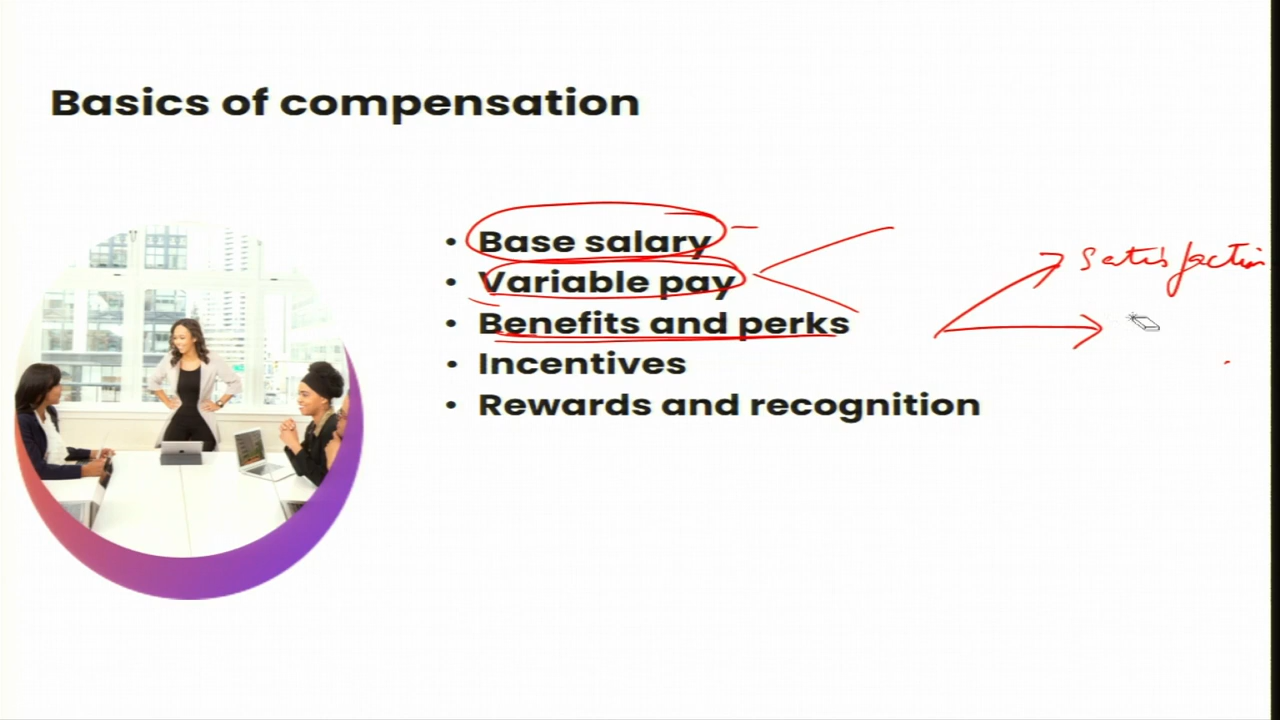 Basics of compensation
• Base salary
• Variable pay
• Benefits and perks
• Incentives
• Rewards and recognition
Satisfaction